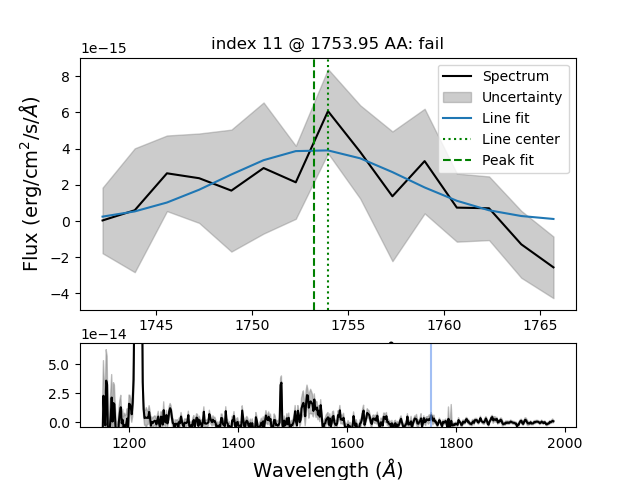 index 11 @ 1753.95 AA: fail
1e−15
Flux (erg/cm²/s/Å)
8
6
4
2
0
−2
−4
Spectrum
Uncertainty
Line fit
Line center
Peak fit
1745 1750 1755 1760 1765
1e−14
5.0
2.5
0.0
1200 1400 1600 1800 2000
Wavelength (Å)